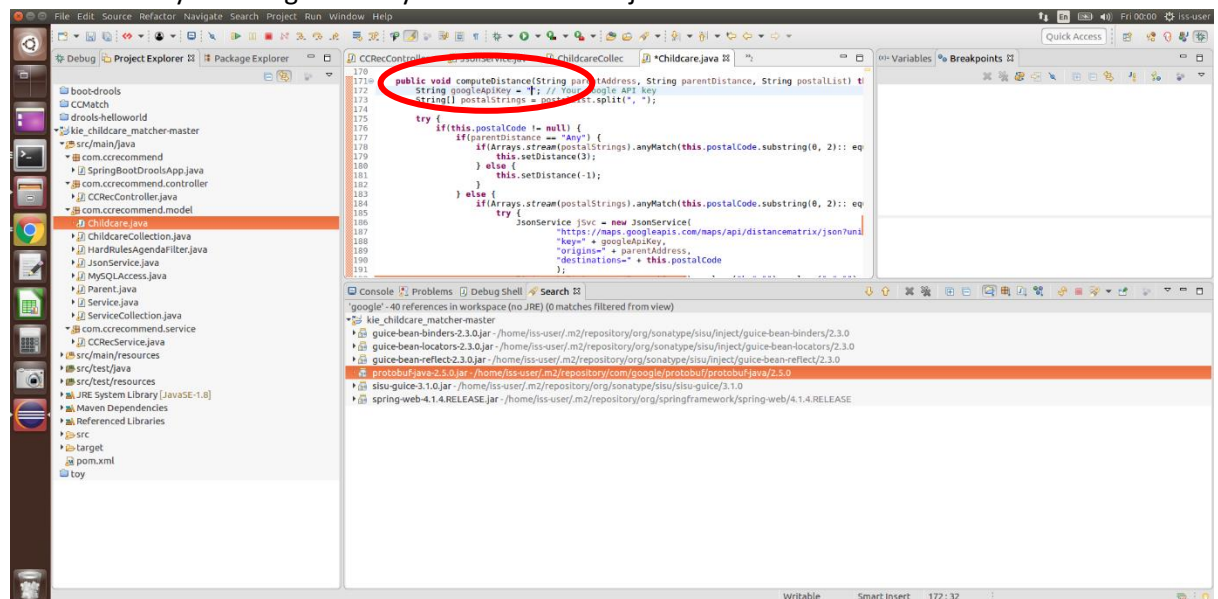 File Edit Source Refactor Navigate Search Project Run Window Help
En
Fri 00:00 iss-user
Quick Access
Debug Project Explorer Package Explorer
boot-drools
CCMatch
drools-helloworld
kie_childcare_matcher-master
src/main/java
com.ccrecommend
SpringBootDroolsApp.java
com.ccrecommend.controller
CCRecController.java
com.ccrecommend.model
Childcare.java
ChildcareCollection.java
HardRulesAgendaFilter.java
JsonService.java
MySQLAccess.java
Parent.java
Service.java
ServiceCollection.java
com.ccrecommend.service
CCRecService.java
src/main/resources
src/test/java
src/test/resources
JRE System Library [JavaSE-1.8]
Maven Dependencies
Referenced Libraries
src
target
pom.xml
toy
ChildcareCollec *Childcare.java
170
171 public void computeDistance(String parentAddress, String parentDistance, String postalList)
172 String googleApiKey = ""; // Your Google API key
173 String[] postalStrings = postalList.split(", ");
174
175 try {
176 if(this.postalCode != null) {
177 if(parentDistance == "Any") {
178 if(Arrays.stream(postalStrings).anyMatch(this.postalCode.substring(0, 2)::
179 this.setDistance(3);
180 } else {
181 this.setDistance(-1);
182 }
183 } else {
184 if(Arrays.stream(postalStrings).anyMatch(this.postalCode.substring(0, 2)::
185 try {
186 JsonService jSvc = new JsonService(
187 "https://maps.googleapis.com/maps/api/distancematrix/json?uni
188 "key=" + googleApiKey,
189 "origins=" + parentAddress,
190 "destinations=" + this.postalCode
191 );
Variables Breakpoints
Console Problems Debug Shell Search
'google' - 40 references in workspace (no JRE) (0 matches filtered from view)
kie_childcare_matcher-master
guice-bean-binders-2.3.0.jar - /home/iss-user/.m2/repository/org/sonatype/sisu/inject/guice-bean-binders/2.3.0
guice-bean-locators-2.3.0.jar - /home/iss-user/.m2/repository/org/sonatype/sisu/inject/guice-bean-locators/2.3.0
guice-bean-reflect-2.3.0.jar - /home/iss-user/.m2/repository/org/sonatype/sisu/inject/guice-bean-reflect/2.3.0
protobuf-java-2.5.0.jar - /home/iss-user/.m2/repository/com/google/protobuf/protobuf-java/2.5.0
sisu-guice-3.1.0.jar - /home/iss-user/.m2/repository/org/sonatype/sisu/sisu-guice/3.1.0
spring-web-4.1.4.RELEASE.jar - /home/iss-user/.m2/repository/org/springframework/spring-web/4.1.4.RELEASE
Writable Smart Insert 172 : 32